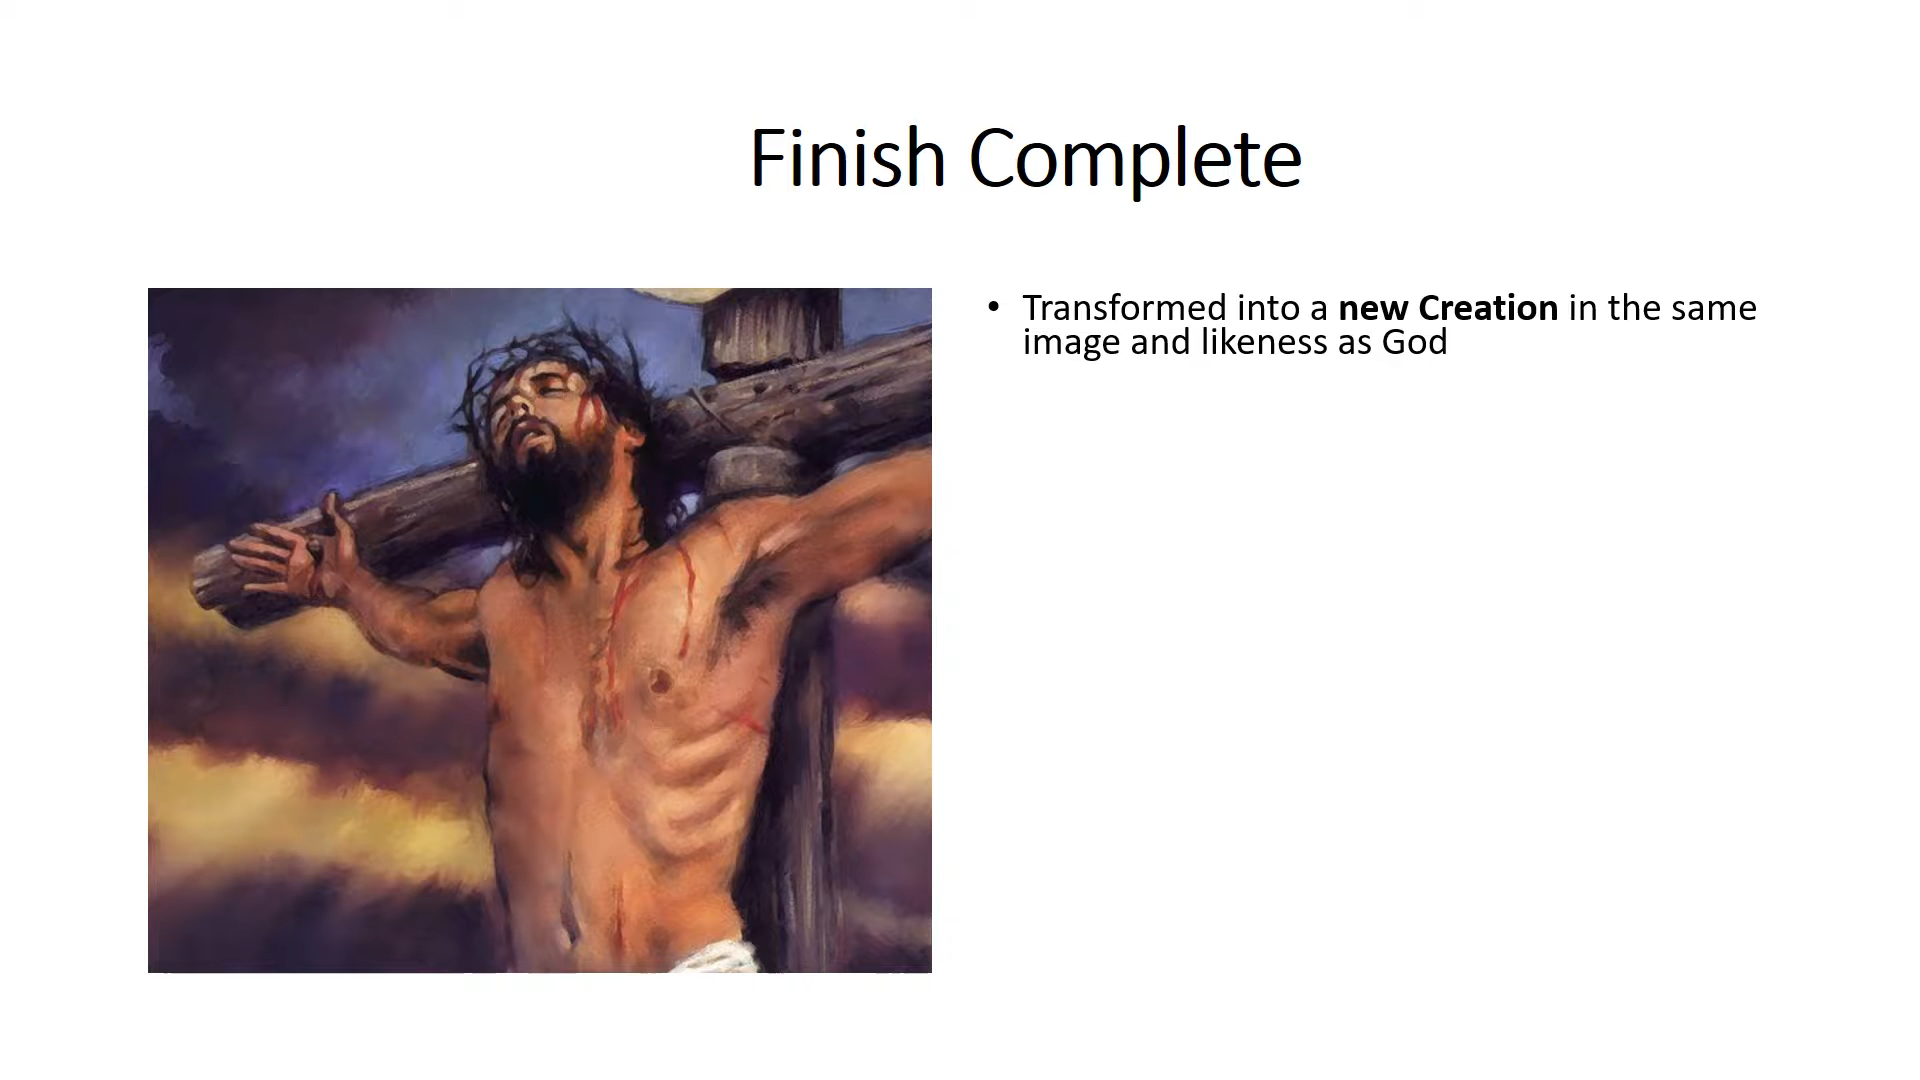 Finish Complete
• Transformed into a new Creation in the same
image and likeness as God